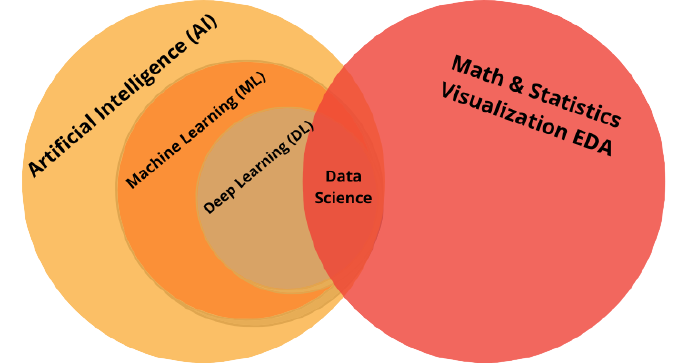 Artificial Intelligence (AI)
Machine Learning (ML)
Deep Learning (DL)
Data
Science
Math & Statistics
Visualization EDA